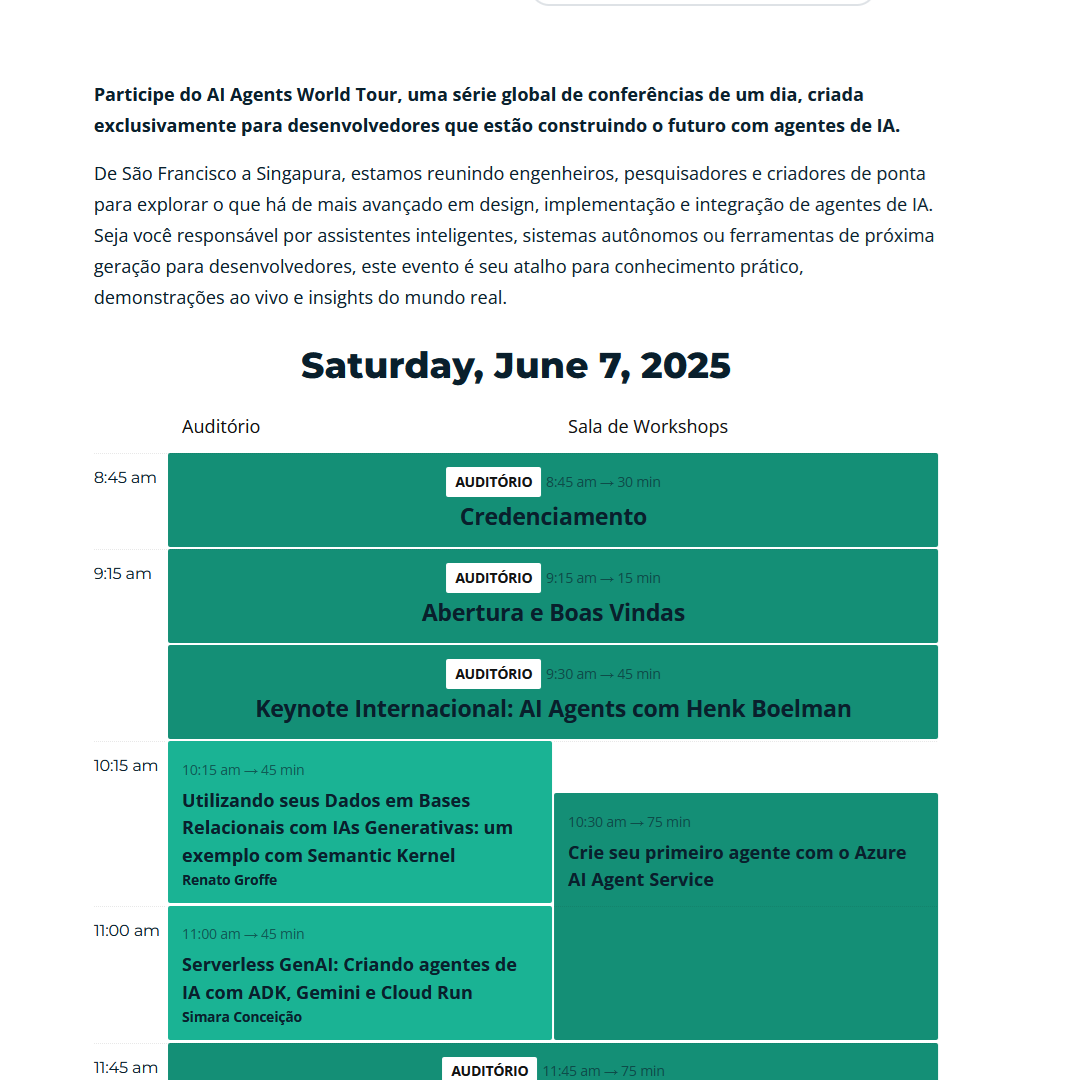 Participe do AI Agents World Tour, uma série global de conferências de um dia, criada
exclusivamente para desenvolvedores que estão construindo o futuro com agentes de IA.
De São Francisco a Singapura, estamos reunindo engenheiros, pesquisadores e criadores de ponta
para explorar o que há de mais avançado em design, implementação e integração de agentes de IA.
Seja você responsável por assistentes inteligentes, sistemas autônomos ou ferramentas de próxima
geração para desenvolvedores, este evento é seu atalho para conhecimento prático,
demonstrações ao vivo e insights do mundo real.
Saturday, June 7, 2025
Auditório
Sala de Workshops
8:45 am
AUDITÓRIO 8:45 am → 30 min
Credenciamento
9:15 am
AUDITÓRIO 9:15 am → 15 min
Abertura e Boas Vindas
AUDITÓRIO 9:30 am → 45 min
Keynote Internacional: AI Agents com Henk Boelman
10:15 am
10:15 am → 45 min
Utilizando seus Dados em Bases
Relacionais com IAs Generativas: um
exemplo com Semantic Kernel
Renato Groffe
10:30 am → 75 min
Crie seu primeiro agente com o Azure
AI Agent Service
11:00 am
11:00 am → 45 min
Serverless GenAI: Criando agentes de
IA com ADK, Gemini e Cloud Run
Simara Conceição
11:45 am
AUDITÓRIO 11:45 am → 75 min